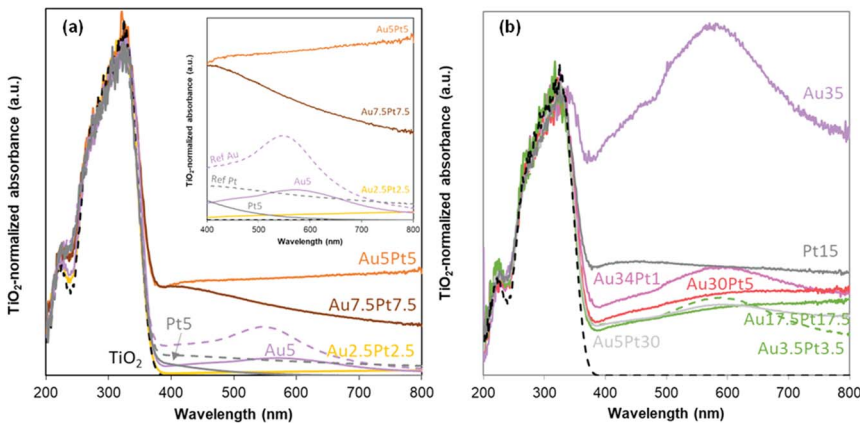 (a)
TiO2-normalized absorbance (a.u.)
Au5Pt5
Au7.5Pt7.5
Pt5
Au5
Au2.5Pt2.5
TiO2
200 300 400 500 600 700 800
Wavelength (nm)
TiO2-normalized absorbance (a.u.)
Au5Pt5
Au7.5Pt7.5
Ref Au
Ref Pt
Au5
Pt5
Au2.5Pt2.5
400 500 600 700 800
Wavelength (nm)
(b)
TiO2-normalized absorbance (a.u.)
Au35
Pt15
Au34Pt1
Au30Pt5
Au17.5Pt17.5
Au5Pt30
Au3.5Pt3.5
200 300 400 500 600 700 800
Wavelength (nm)